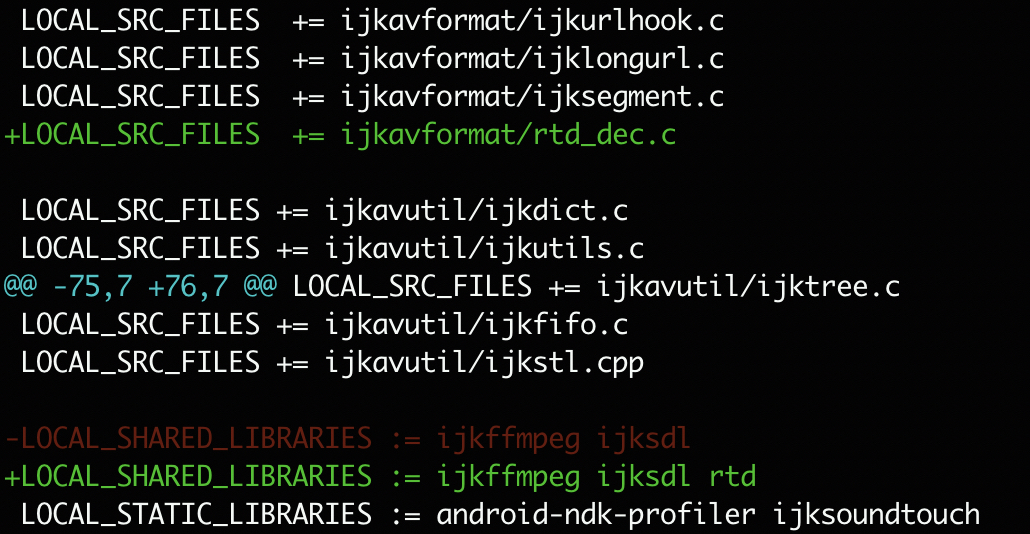 LOCAL_SRC_FILES  += ijkavformat/ijkurlhook.c
 LOCAL_SRC_FILES  += ijkavformat/ijklongurl.c
 LOCAL_SRC_FILES  += ijkavformat/ijksegment.c
+LOCAL_SRC_FILES  += ijkavformat/rtd_dec.c

 LOCAL_SRC_FILES += ijkavutil/ijkdict.c
 LOCAL_SRC_FILES += ijkavutil/ijkutils.c
@@ -75,7 +76,7 @@ LOCAL_SRC_FILES += ijkavutil/ijktree.c
 LOCAL_SRC_FILES += ijkavutil/ijkfifo.c
 LOCAL_SRC_FILES += ijkavutil/ijkstl.cpp

-LOCAL_SHARED_LIBRARIES := ijkffmpeg ijksdl
+LOCAL_SHARED_LIBRARIES := ijkffmpeg ijksdl rtd
 LOCAL_STATIC_LIBRARIES := android-ndk-profiler ijksoundtouch